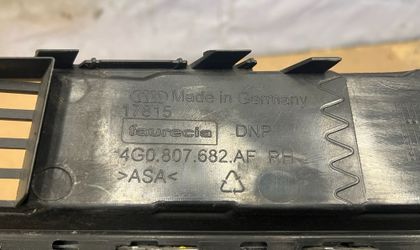 Made in Germany
17815
faurecia DNP
4G0.807.682.AF RH
>ASA<